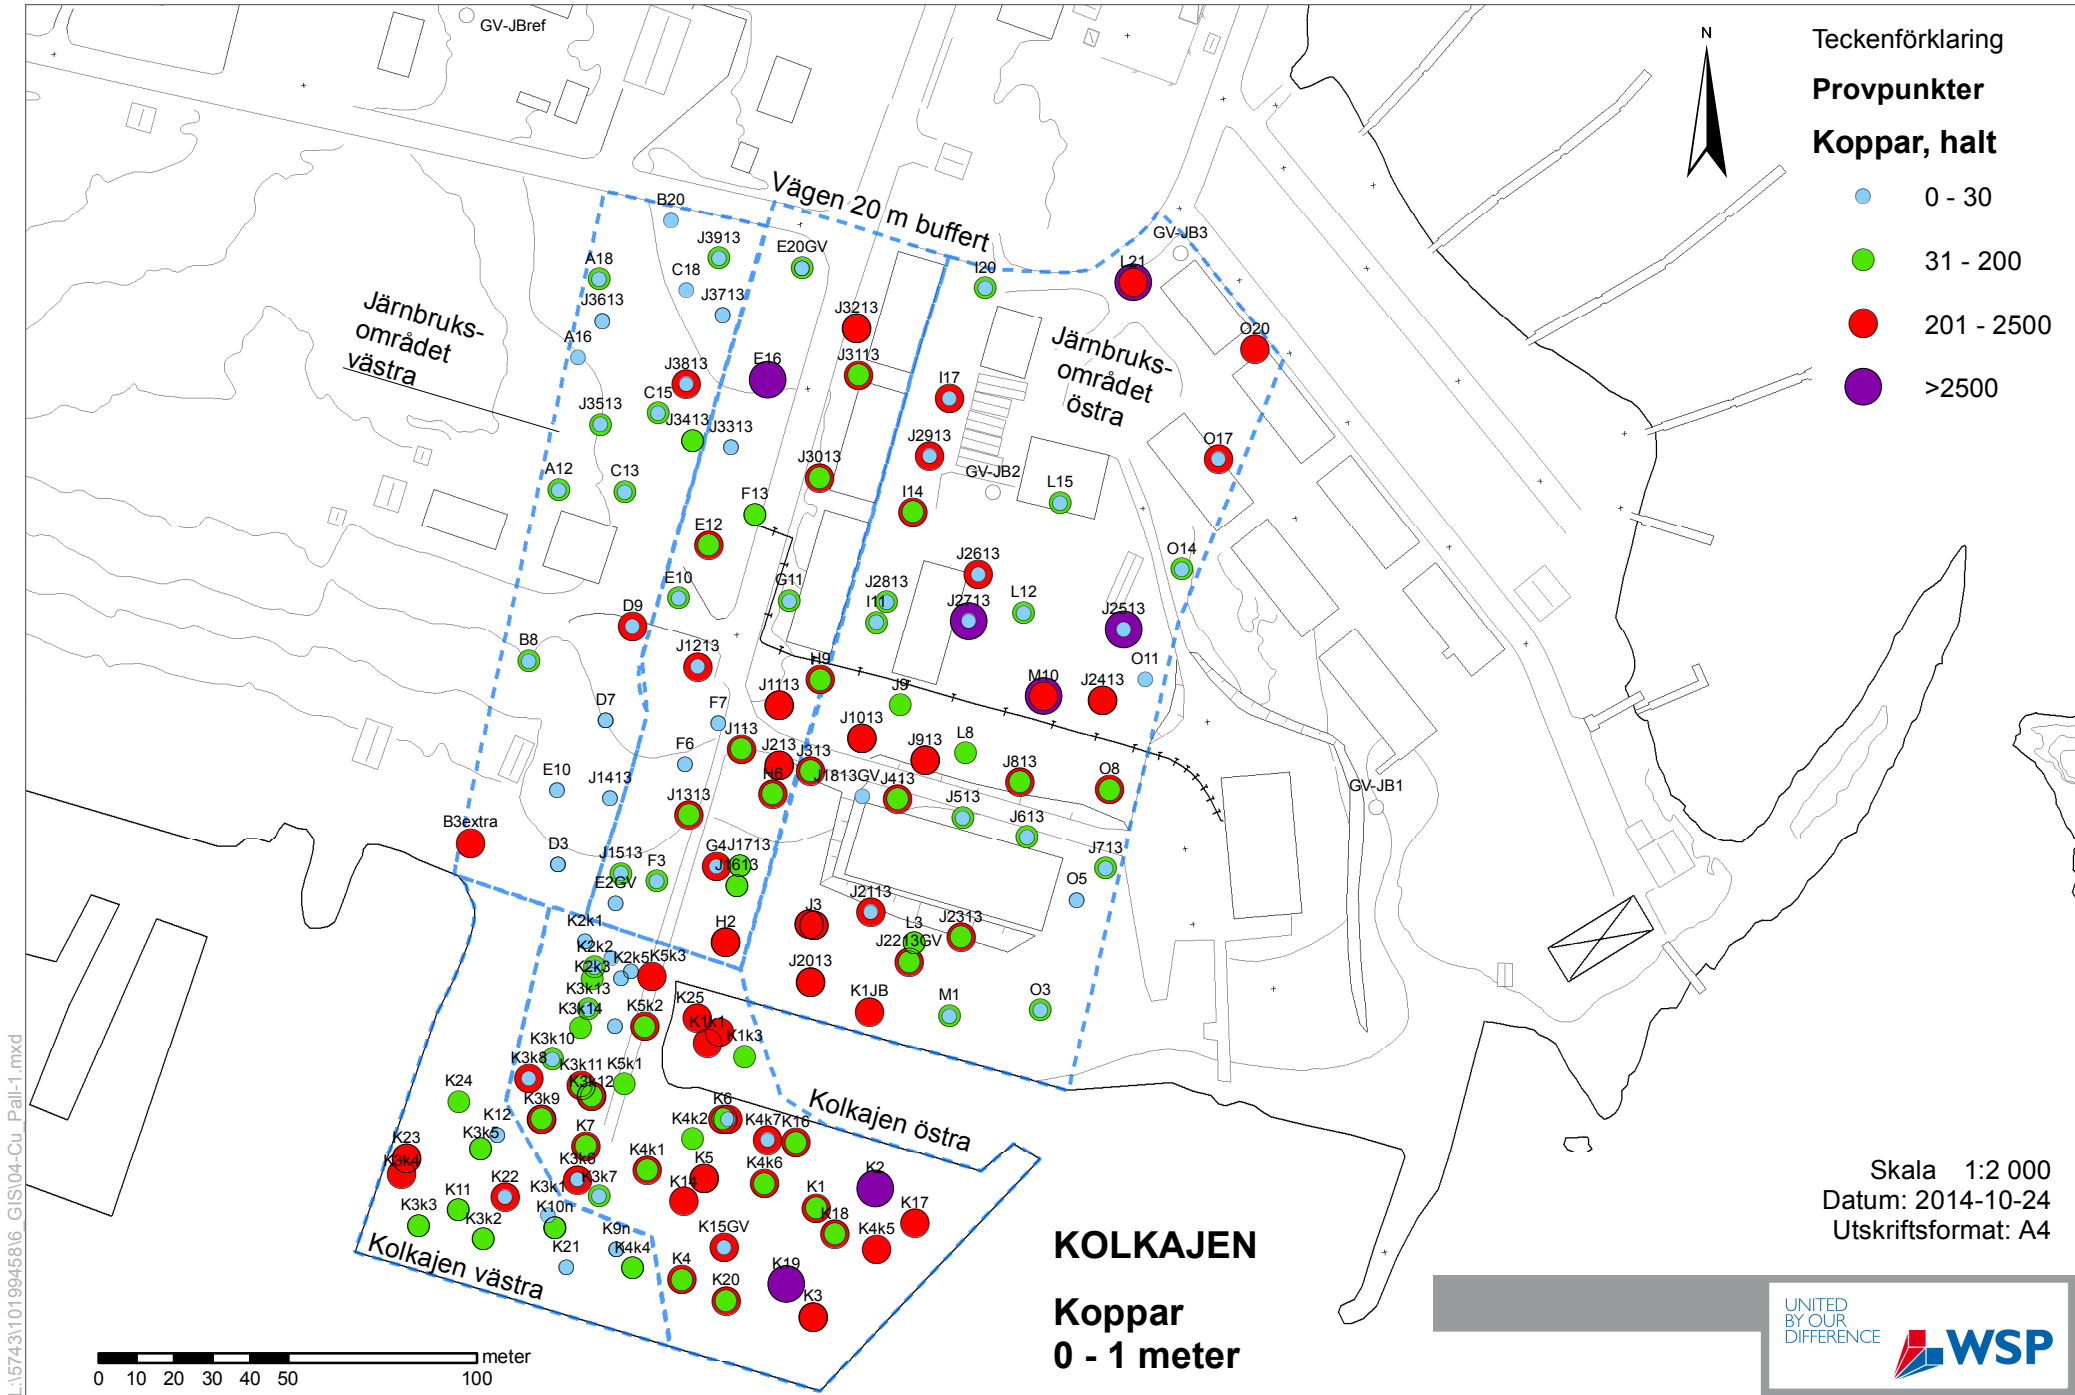 GV-JBref
Teckenförklaring
Provpunkter
Koppar, halt
0 - 30
31 - 200
201 - 2500
>2500
N
Vägen 20 m buffert
Järnbruks-
området
västra
Järnbruks-
området
östra
B20
J3913
E20GV
A18
C18
J3613
J3713
A16
I20
L21
GV-JB3
O20
J3213
J3113
E16
J3813
C15
J3513
J3413
J3313
I17
J2913
J3013
GV-JB2
O17
A12
C13
F13
I14
L15
E12
O14
E10
G11
J2813
I11
J2613
J2713
L12
J2513
D9
B8
J1213
H9
O11
J1113
J9
M10
J2413
D7
F7
J113
J213
J313
J1013
J913
L8
F6
H6
J1813GV
J413
J813
O8
GV-JB1
E10
J1413
J1313
J513
J613
B3extra
D3
J1513
F3
G4
J1713
J1613
J713
E2GV
O5
J2113
J3
L3
J2313
J2213GV
H2
K2k1
K2k2
K2k5
K5k3
K2k3
J2013
K3k13
K3k14
K5k2
K25
K1k1
K1k3
K1JB
M1
O3
K3k10
K3k8
K3k11
K3k12
K5k1
K24
K3k9
K12
K3k5
K7
K6
K4k2
K4k7
K16
Kolkajen östra
K23
K3k4
K22
K3k6
K3k7
K3k1
K4k1
K5
K14
K4k6
K2
K3k3
K11
K3k2
K10n
K1
K18
K17
K4k5
K9n
K21
K4k4
K15GV
K4
K20
K19
K3
Kolkajen västra
KOLKAJEN
Koppar
0 - 1 meter
Skala 1:2 000
Datum: 2014-10-24
Utskriftsformat: A4
UNITED
BY OUR
DIFFERENCE
WSP
meter
0 10 20 30 40 50 100
L:\5743\10199458\6_GIS\04-Cu_Pall-1.mxd